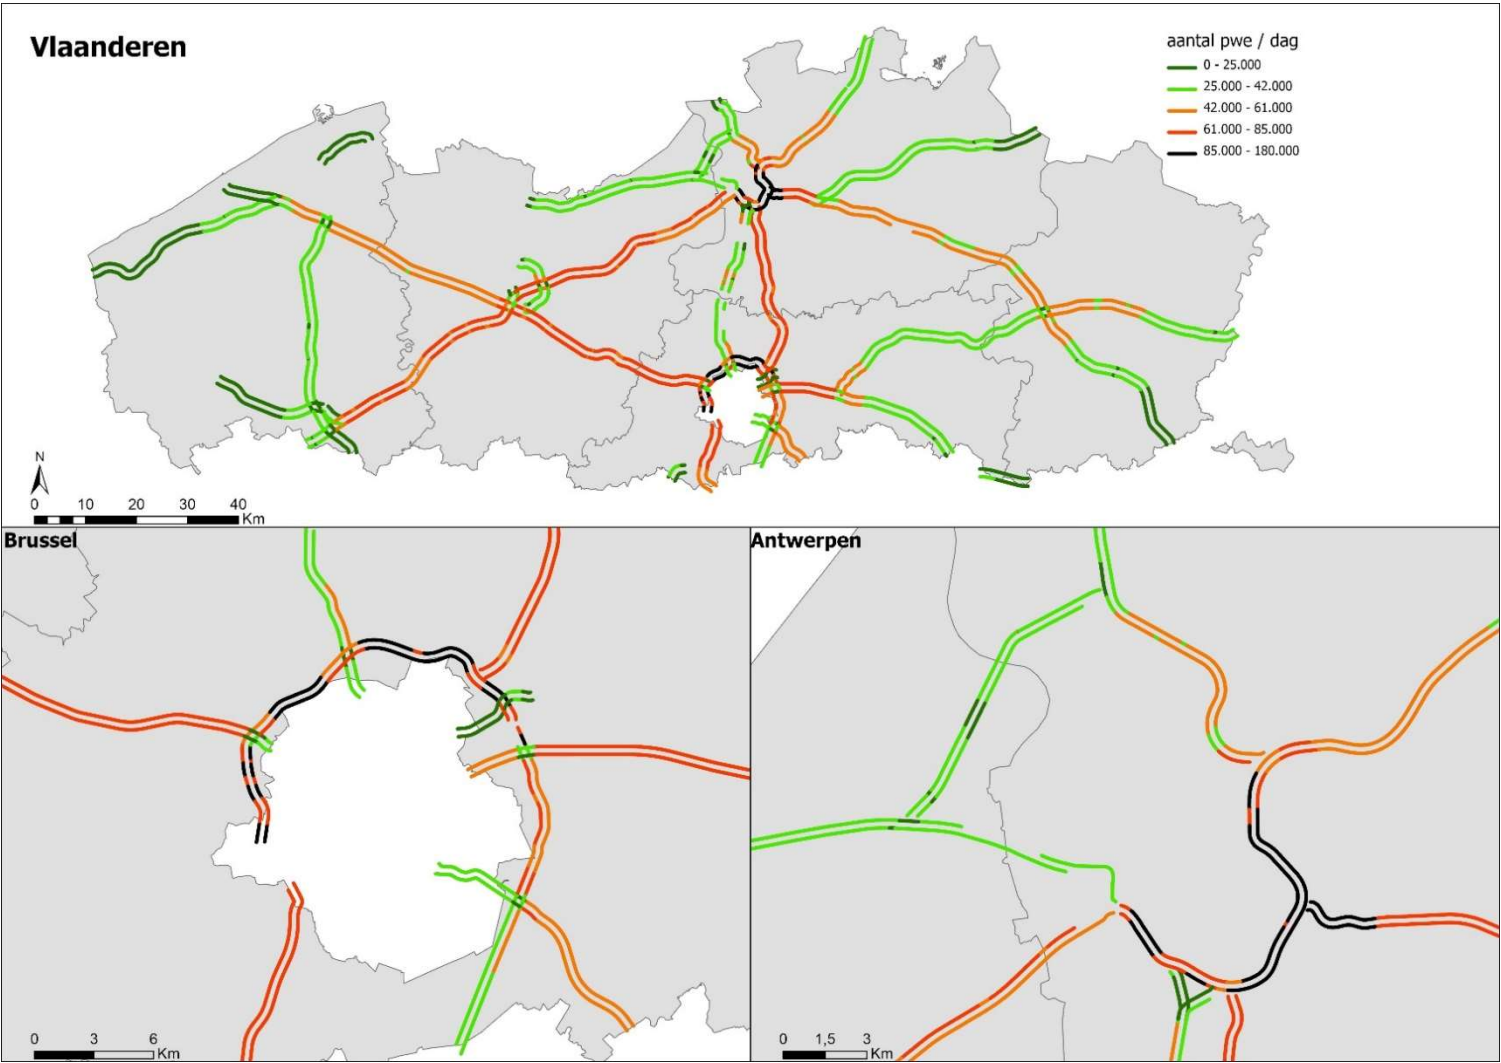 Vlaanderen
aantal pwe / dag
0 - 25.000
25.000 - 42.000
42.000 - 61.000
61.000 - 85.000
85.000 - 180.000
N
0 10 20 30 40
Km
Brussel
Antwerpen
0 3 6
Km
0 1,5 3
Km